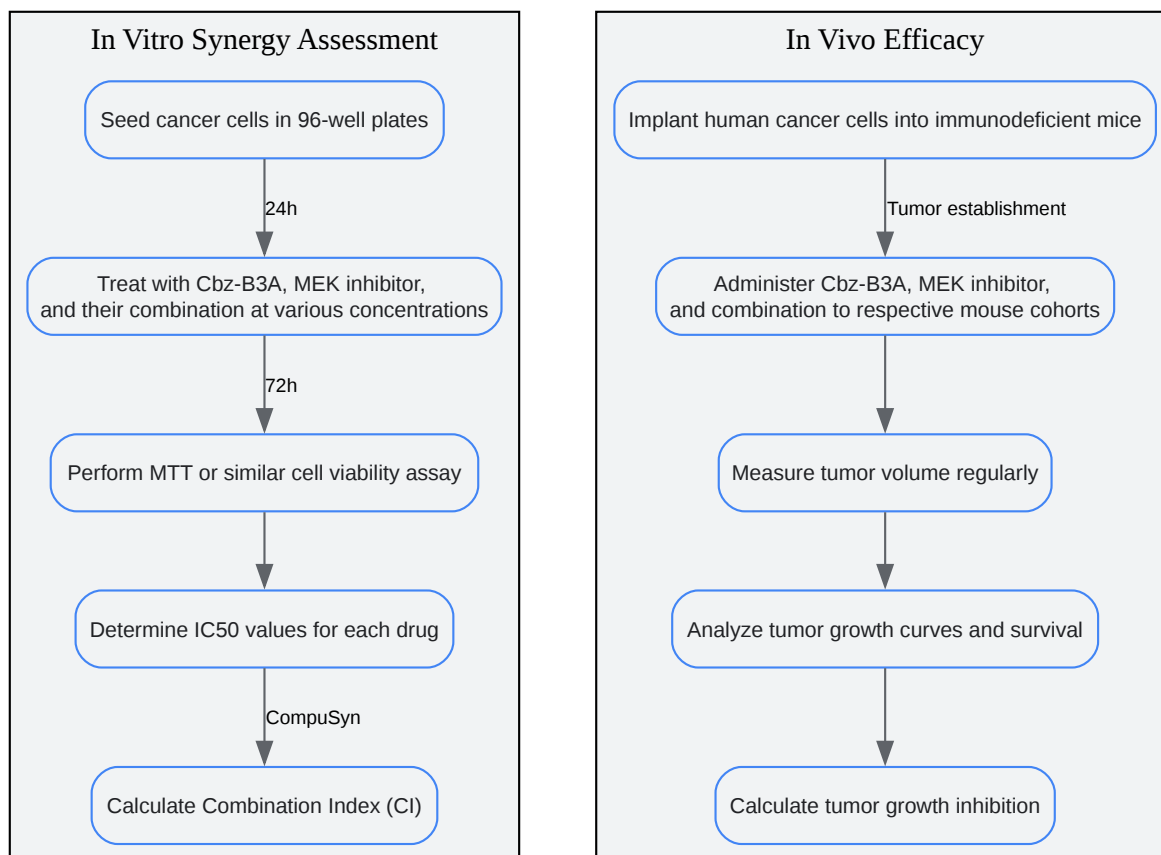 In Vitro Synergy Assessment
Seed cancer cells in 96-well plates
24h
Treat with Cbz-B3A, MEK inhibitor,
and their combination at various concentrations
72h
Perform MTT or similar cell viability assay
Determine IC50 values for each drug
CompuSyn
Calculate Combination Index (CI)
In Vivo Efficacy
Implant human cancer cells into immunodeficient mice
Tumor establishment
Administer Cbz-B3A, MEK inhibitor,
and combination to respective mouse cohorts
Measure tumor volume regularly
Analyze tumor growth curves and survival
Calculate tumor growth inhibition